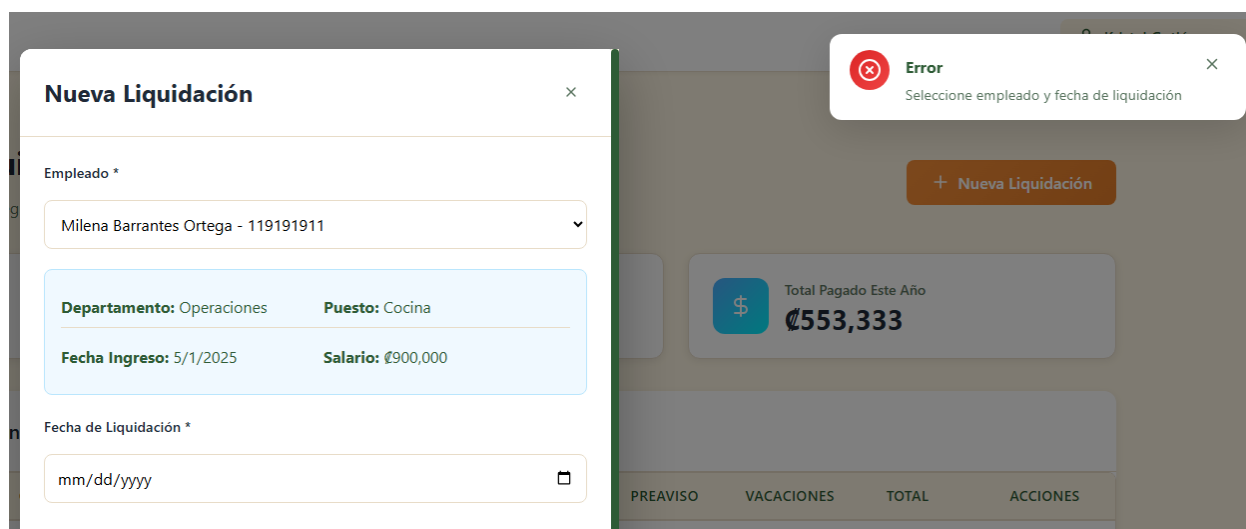 Nueva Liquidación
×
Error
Seleccione empleado y fecha de liquidación
×
Empleado *
Milena Barrantes Ortega - 119191911
Departamento: Operaciones
Puesto: Cocina
Fecha Ingreso: 5/1/2025
Salario: ₡900,000
Fecha de Liquidación *
mm/dd/yyyy
+ Nueva Liquidación
$
Total Pagado Este Año
₡553,333
PREAVISO VACACIONES TOTAL ACCIONES